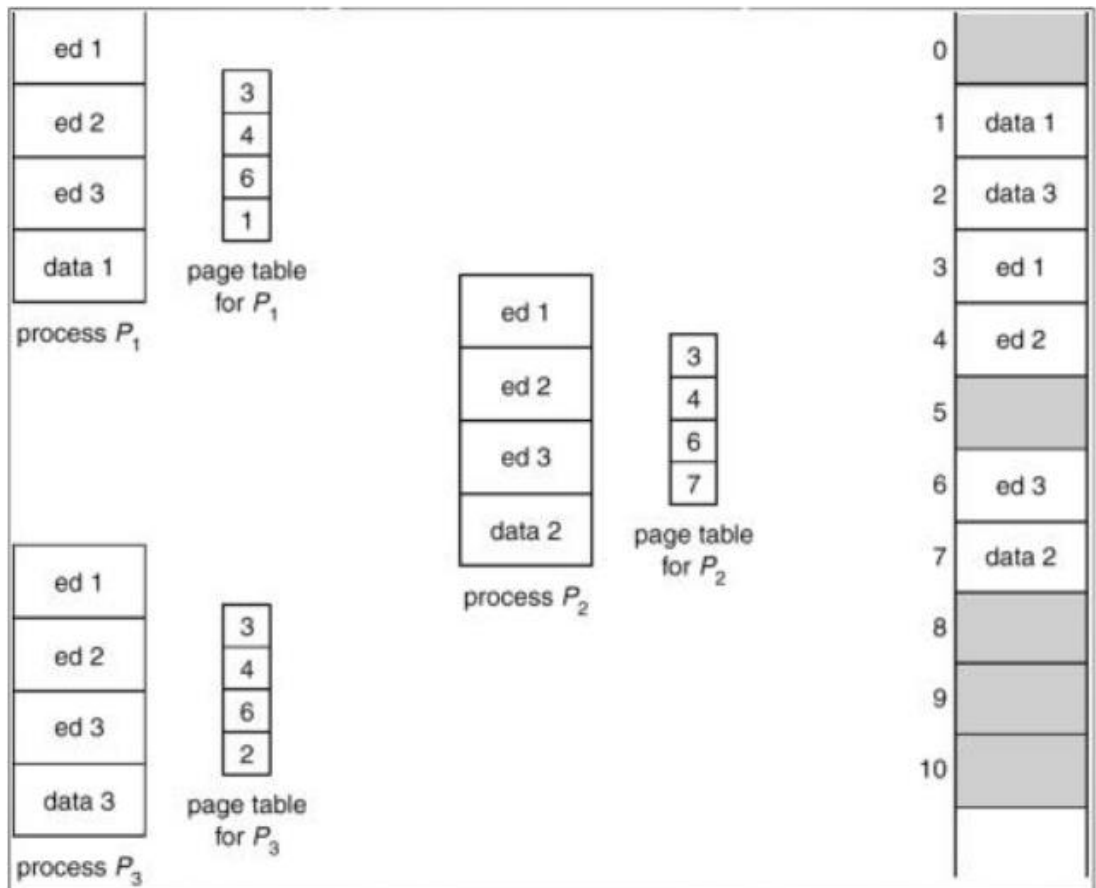 ed 1
ed 2
ed 3
data 1
process P1
3
4
6
1
page table
for P1
ed 1
ed 2
ed 3
data 2
process P2
3
4
6
7
page table
for P2
ed 1
ed 2
ed 3
data 3
process P3
3
4
6
2
page table
for P3
0
1 data 1
2 data 3
3 ed 1
4 ed 2
5
6 ed 3
7 data 2
8
9
10